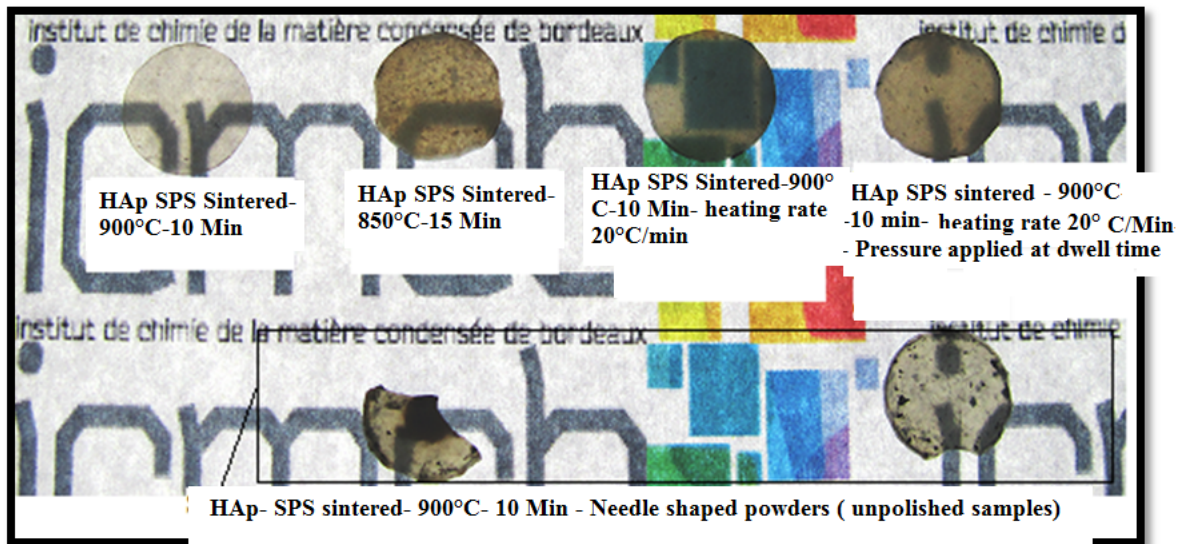 institut de chimie de la matière condensée de bordeaux
institut de chimie d
icmcb
HAp SPS Sintered-
900°C-10 Min
HAp SPS Sintered-
850°C-15 Min
HAp SPS Sintered-900°
C-10 Min- heating rate
20°C/min
HAp SPS sintered - 900°C
-10 min- heating rate 20° C/Min
- Pressure applied at dwell time
institut de chimie de la matière condensée de bordeaux
institut de chimie
icmcb
HAp- SPS sintered- 900°C- 10 Min - Needle shaped powders ( unpolished samples)